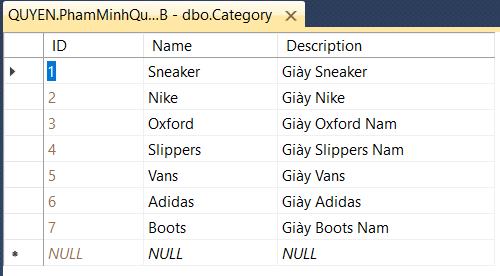 QUYEN.PhamMinhQu...B - dbo.Category
ID Name Description
1 Sneaker Giày Sneaker
2 Nike Giày Nike
3 Oxford Giày Oxford Nam
4 Slippers Giày Slippers Nam
5 Vans Giày Vans
6 Adidas Giày Adidas
7 Boots Giày Boots Nam
NULL NULL NULL